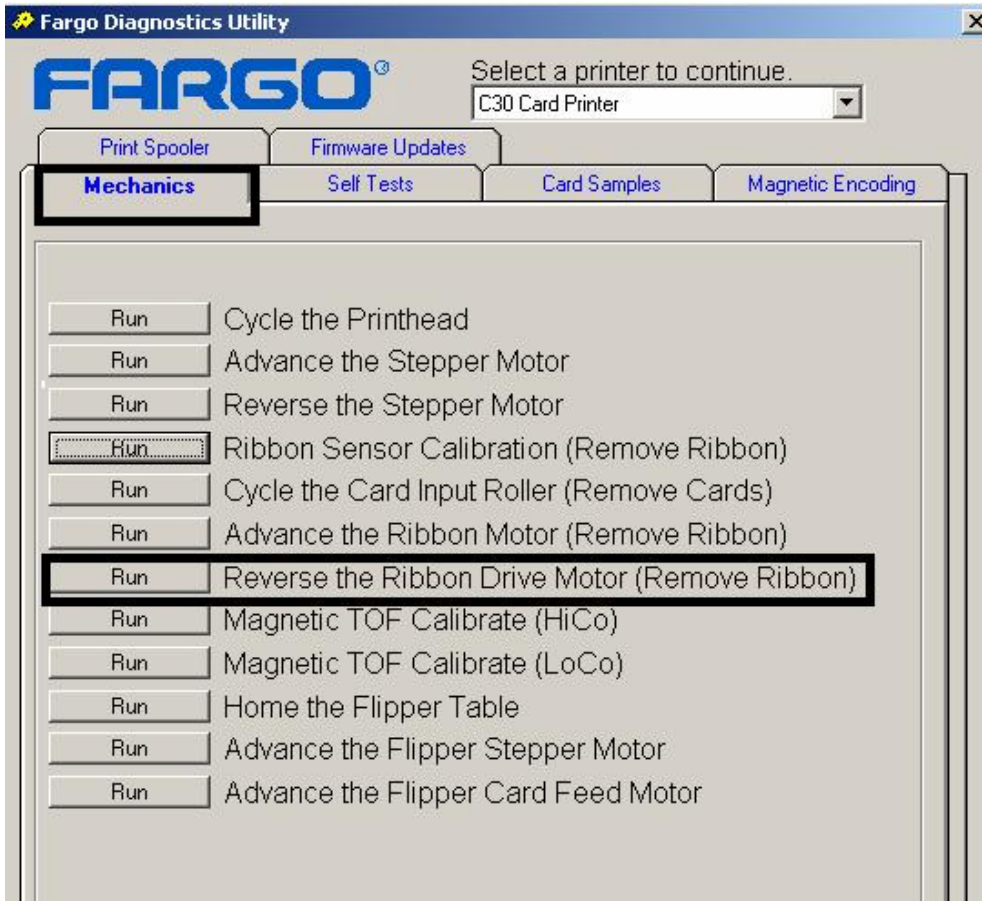 Fargo Diagnostics Utility
FARGO®
Select a printer to continue.
C30 Card Printer
Print Spooler Firmware Updates
Mechanics Self Tests Card Samples Magnetic Encoding
Run Cycle the Printhead
Run Advance the Stepper Motor
Run Reverse the Stepper Motor
Run Ribbon Sensor Calibration (Remove Ribbon)
Run Cycle the Card Input Roller (Remove Cards)
Run Advance the Ribbon Motor (Remove Ribbon)
Run Reverse the Ribbon Drive Motor (Remove Ribbon)
Run Magnetic TOF Calibrate (HiCo)
Run Magnetic TOF Calibrate (LoCo)
Run Home the Flipper Table
Run Advance the Flipper Stepper Motor
Run Advance the Flipper Card Feed Motor